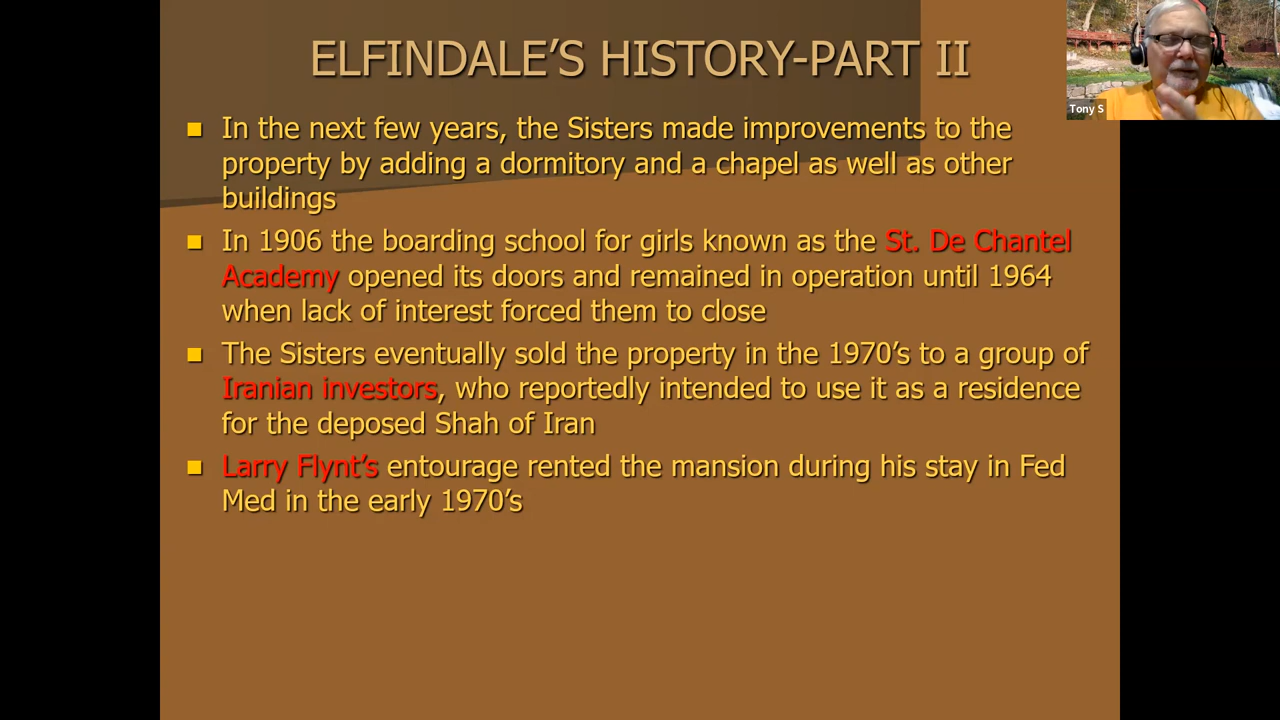 ELFINDALE’S HISTORY-PART II
Tony S
In the next few years, the Sisters made improvements to the
property by adding a dormitory and a chapel as well as other
buildings
In 1906 the boarding school for girls known as the St. De Chantel
Academy opened its doors and remained in operation until 1964
when lack of interest forced them to close
The Sisters eventually sold the property in the 1970’s to a group of
Iranian investors, who reportedly intended to use it as a residence
for the deposed Shah of Iran
Larry Flynt’s entourage rented the mansion during his stay in Fed
Med in the early 1970’s